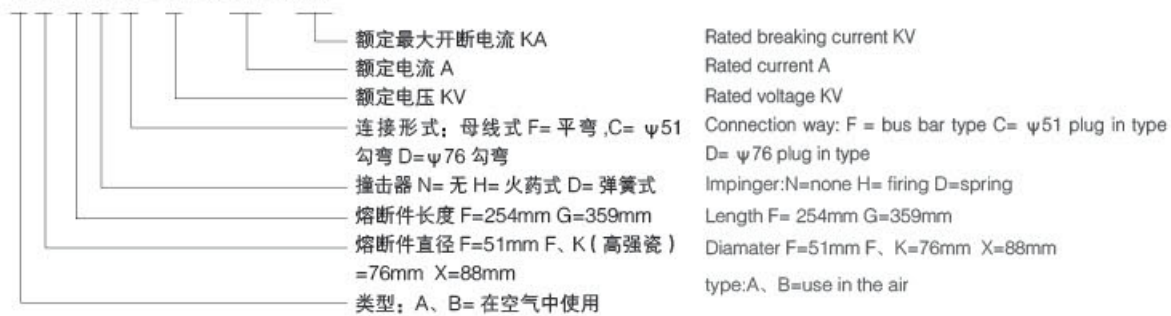 额定最大开断电流 KA Rated breaking current KV
额定电流 A Rated current A
额定电压 KV Rated voltage KV
连接形式：母线式 F= 平弯 ,C= ψ51 Connection way: F = bus bar type C= ψ51 plug in type
勾弯 D=ψ76 勾弯 D= ψ76 plug in type
撞击器 N= 无 H= 火药式 D= 弹簧式 Impinger:N=none H= firing D=spring
熔断件长度 F=254mm G=359mm Length F= 254mm G=359mm
熔断件直径 F=51mm F、K ( 高强瓷 ) Diamater F=51mm F、K=76mm X=88mm
=76mm X=88mm
type:A、B=use in the air
类型：A、B= 在空气中使用